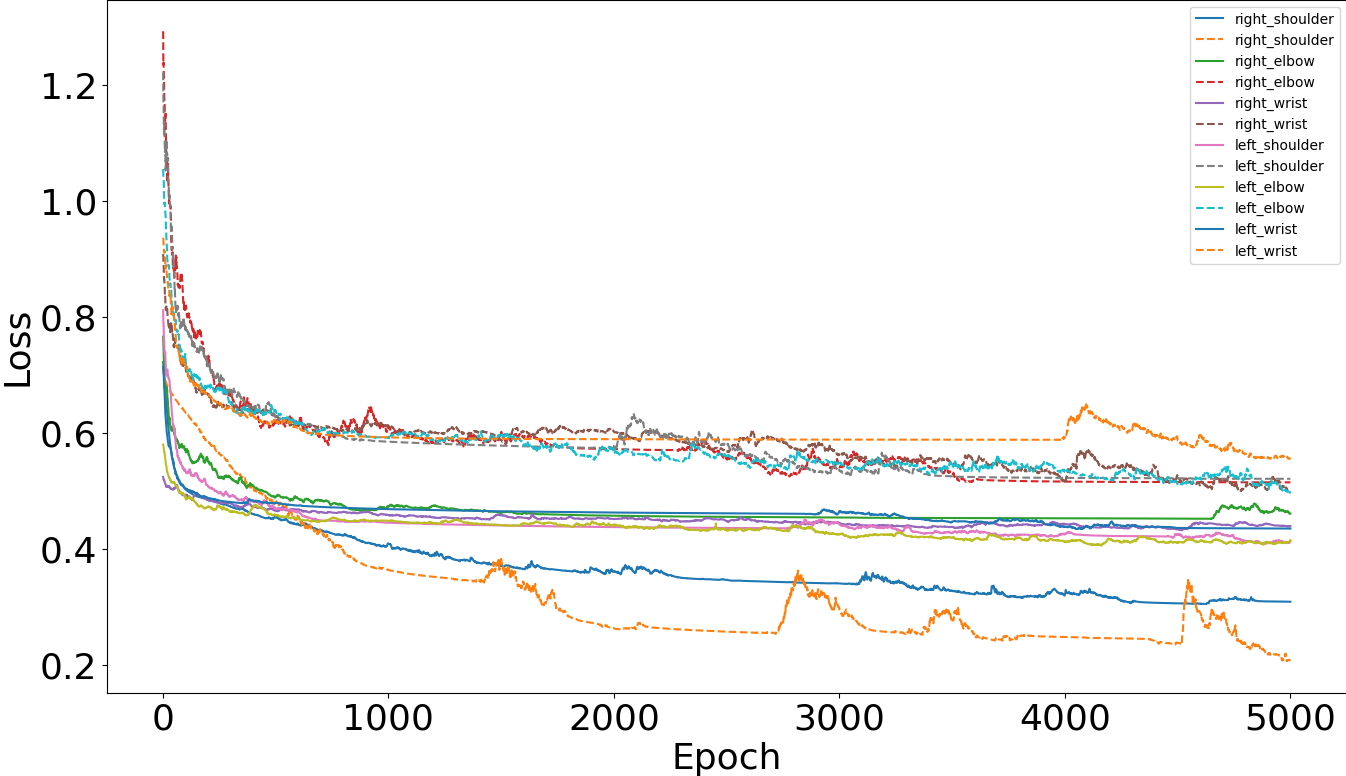 1.2
1.0
0.8
0.6
0.4
0.2
Loss
0
1000
2000
3000
4000
5000
Epoch
right_shoulder
right_shoulder
right_elbow
right_elbow
right_wrist
right_wrist
left_shoulder
left_shoulder
left_elbow
left_elbow
left_wrist
left_wrist